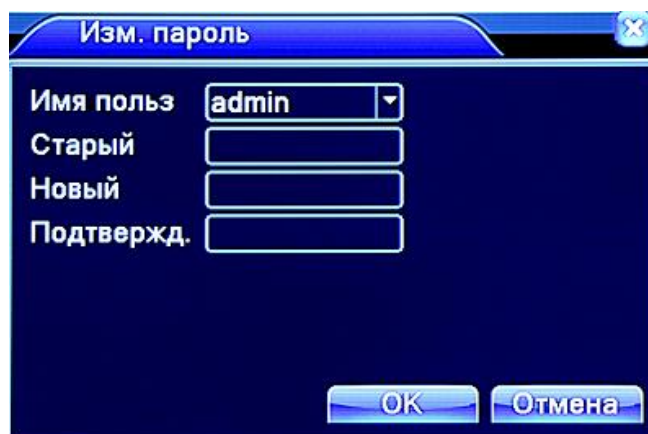 Изм. пароль
Имя польз admin
Старый
Новый
Подтвержд.
OK Отмена